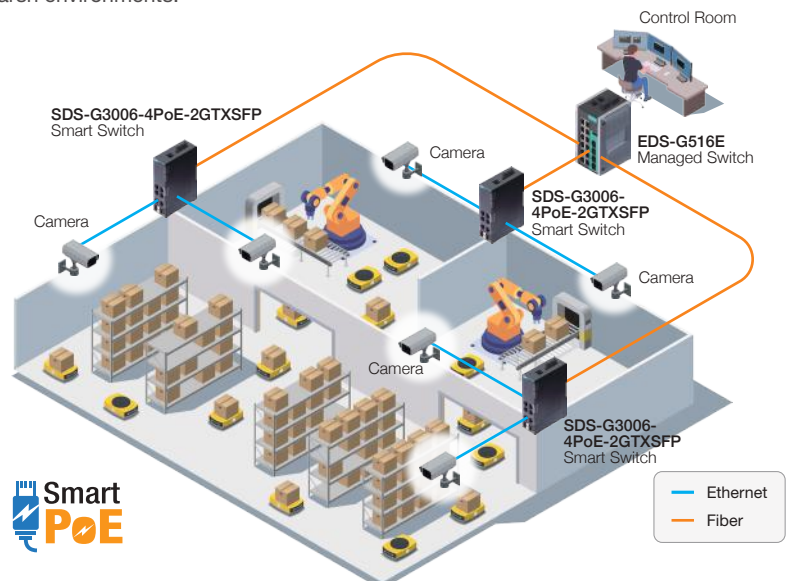 environments.
Control Room
SDS-G3006-4PoE-2GTXSFP
Smart Switch
Camera
EDS-G516E
Managed Switch
SDS-G3006-
4PoE-2GTXSFP
Smart Switch
Camera
Camera
Camera
SDS-G3006-
4PoE-2GTXSFP
Smart Switch
Smart
PoE
Ethernet
Fiber